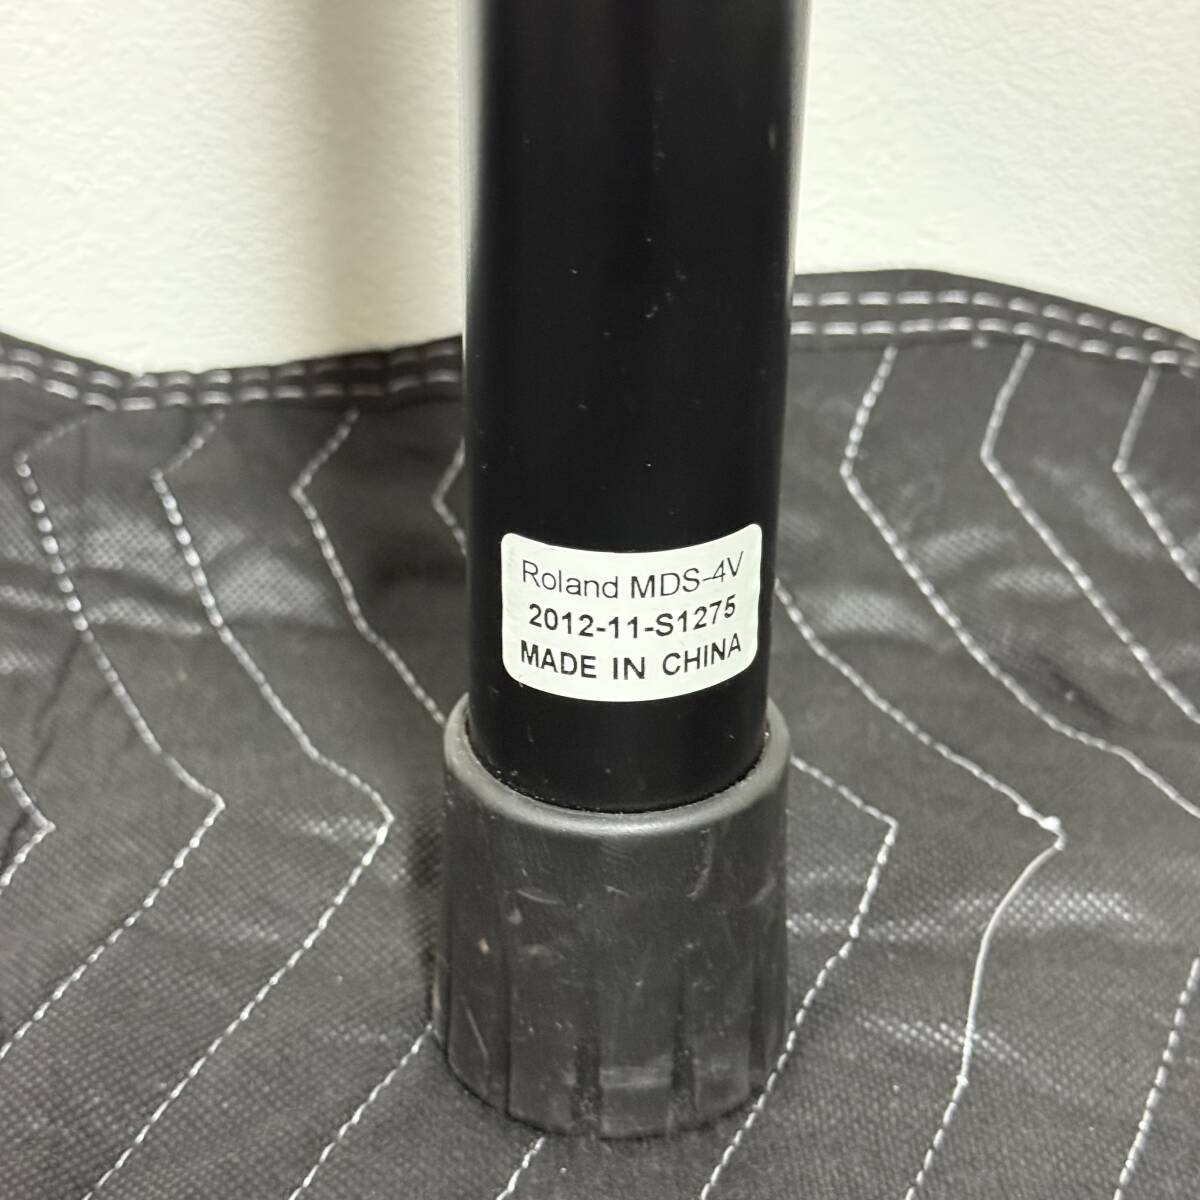 Roland MDS-4V
2012-11-S1275
MADE IN CHINA